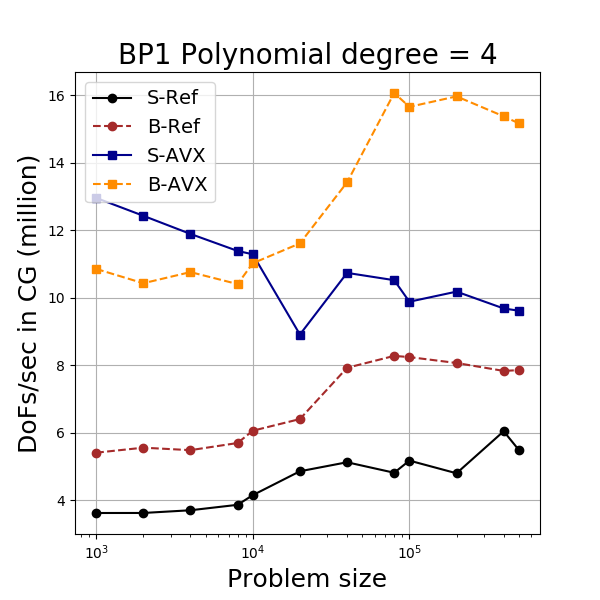 BP1 Polynomial degree = 4
DoFs/sec in CG (million)
16
14
12
10
8
6
4
S-Ref
B-Ref
S-AVX
B-AVX
10³
10⁴
10⁵
Problem size